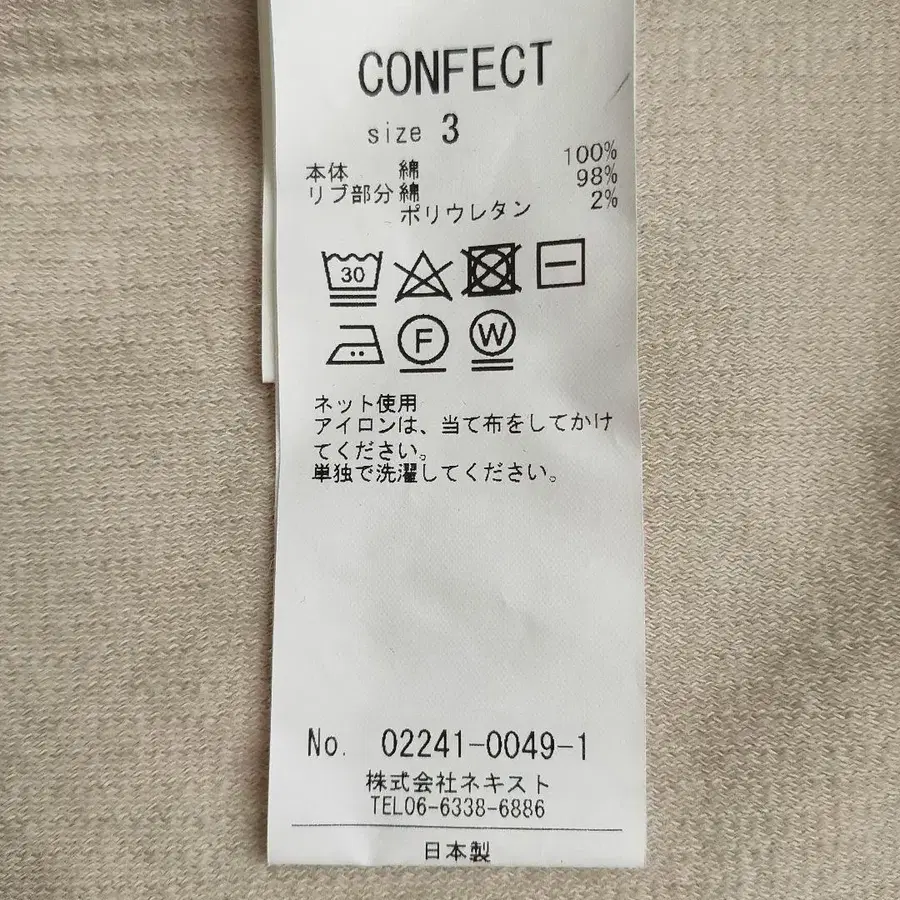 CONFECT
size 3
本体 綿 100%
リブ部分 綿 98%
ポリウレタン 2%
30
F W
ネット使用
アイロンは、当て布をしてかけ
てください。
単独で洗濯してください。
No. 02241-0049-1
株式会社ネキスト
TEL06-6338-6886
日本製